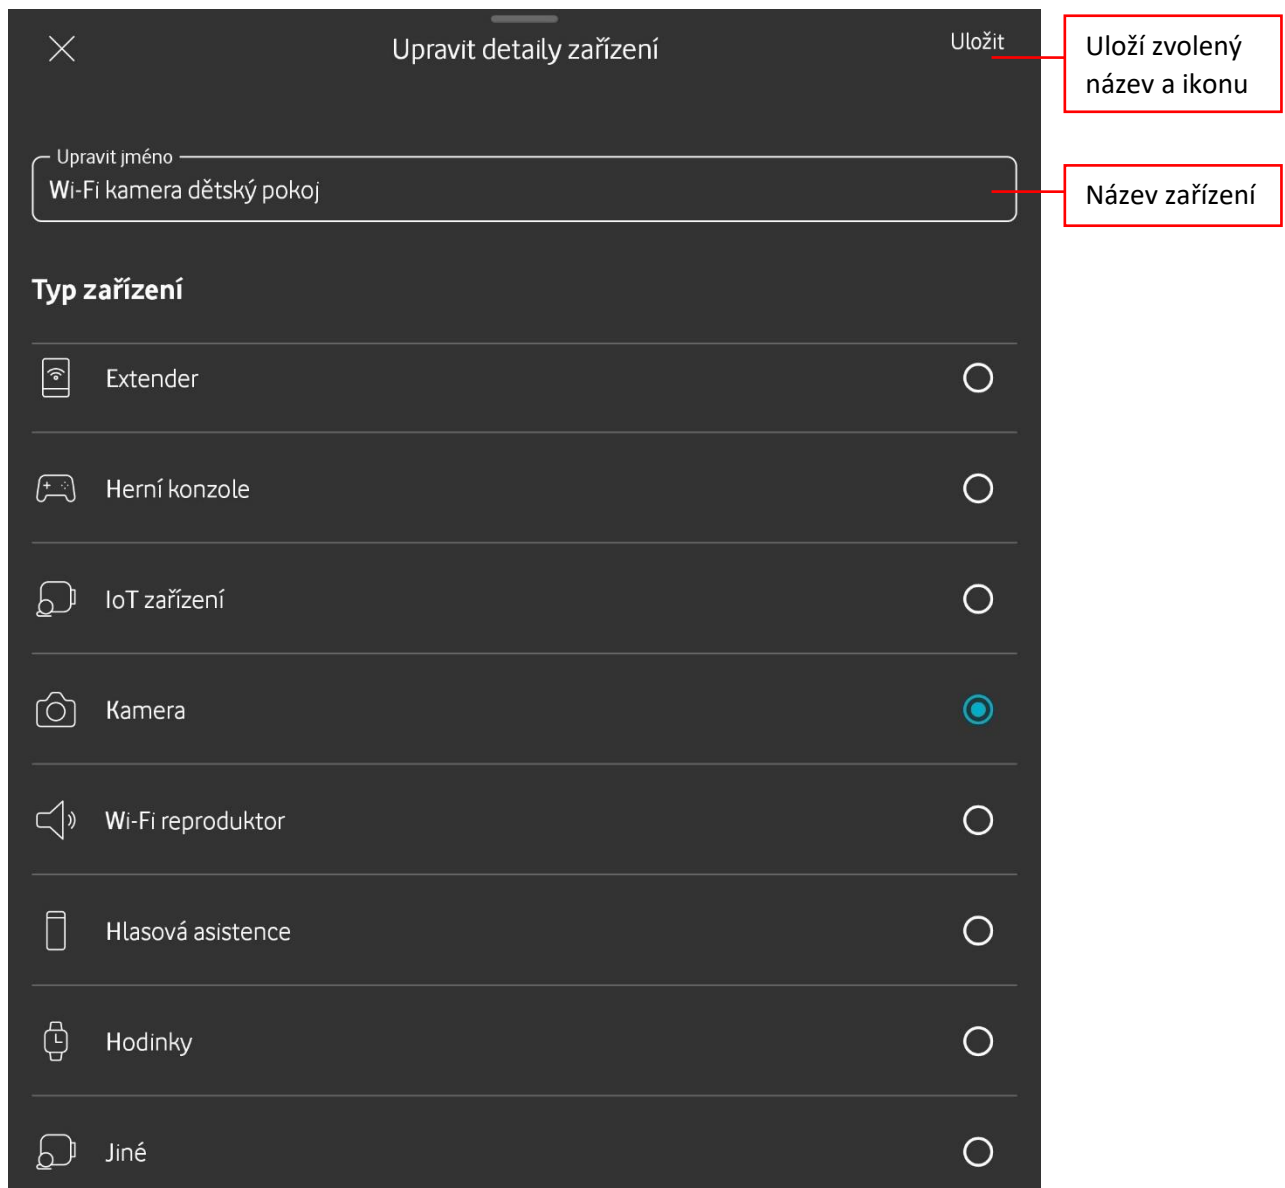 Upravit detaily zařízení
Uložit
Uloží zvolený
název a ikonu
Upravit jméno
Wi-Fi kamera dětský pokoj
Název zařízení
Typ zařízení
Extender
Herní konzole
IoT zařízení
Kamera
Wi-Fi reproduktor
Hlasová asistence
Hodinky
Jiné